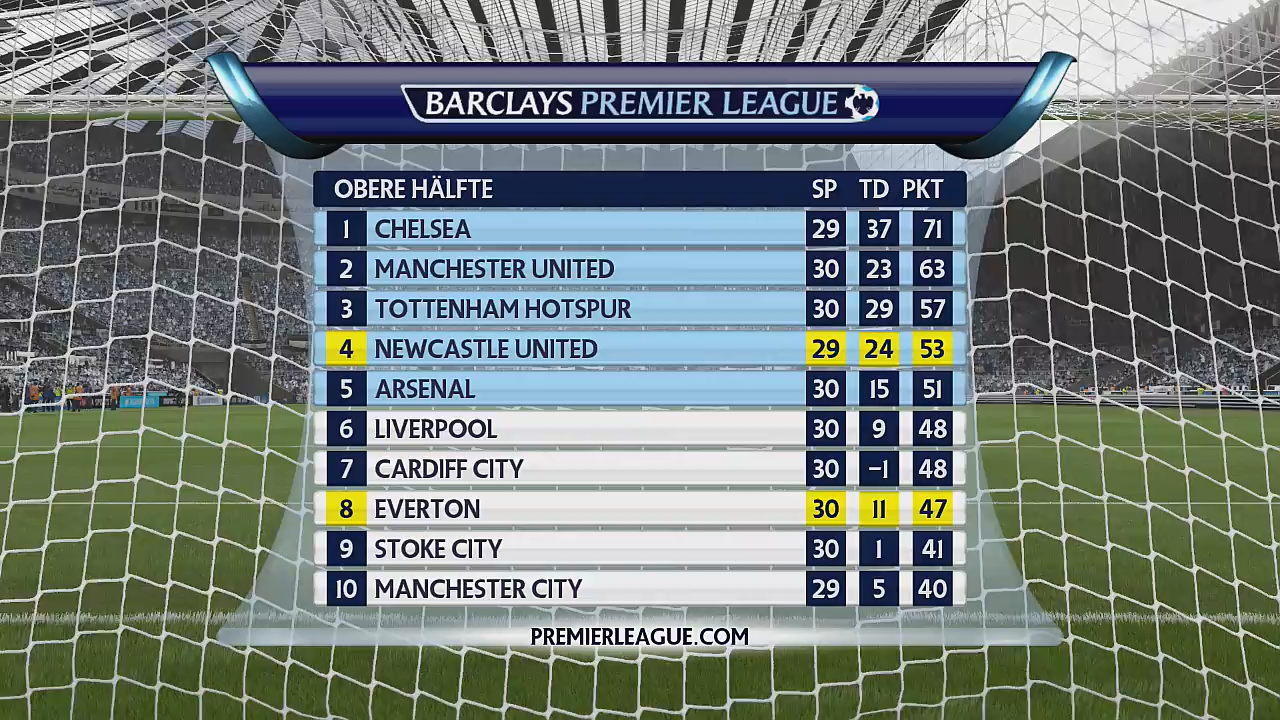 BARCLAYS PREMIER LEAGUE
OBERE HÄLFTE SP TD PKT
1 CHELSEA 29 37 71
2 MANCHESTER UNITED 30 23 63
3 TOTTENHAM HOTSPUR 30 29 57
4 NEWCASTLE UNITED 29 24 53
5 ARSENAL 30 15 51
6 LIVERPOOL 30 9 48
7 CARDIFF CITY 30 -1 48
8 EVERTON 30 11 47
9 STOKE CITY 30 1 41
10 MANCHESTER CITY 29 5 40
PREMIERLEAGUE.COM